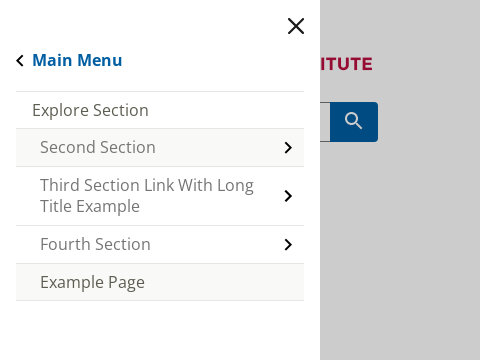 Main Menu
ITUTE
Explore Section
Second Section
Third Section Link With Long
Title Example
Fourth Section
Example Page